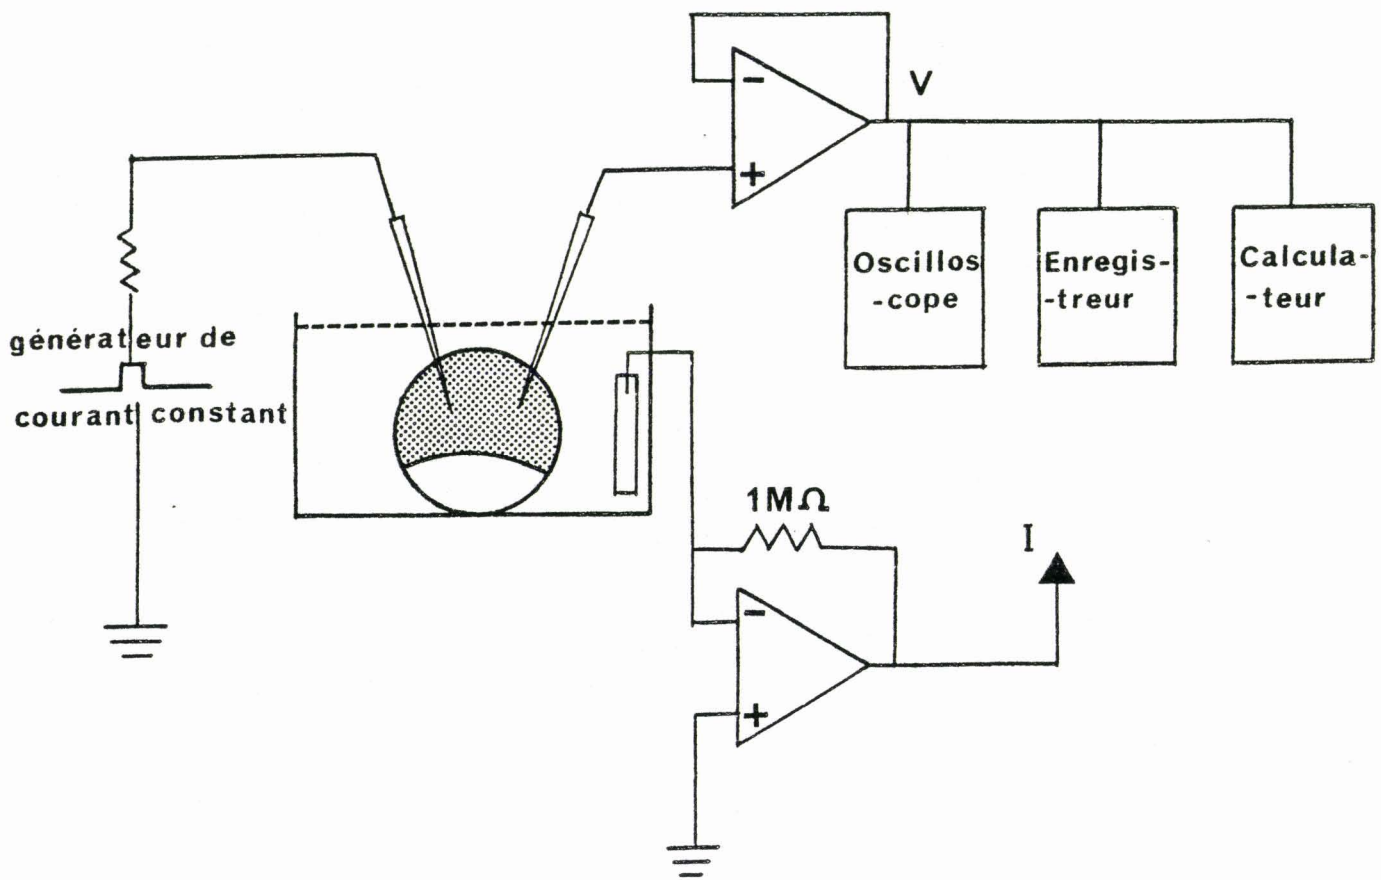 V
Oscillos
-cope
Enregis-
-treur
Calcula-
-teur
générateur de
courant constant
1MΩ
I
-
+
-
+